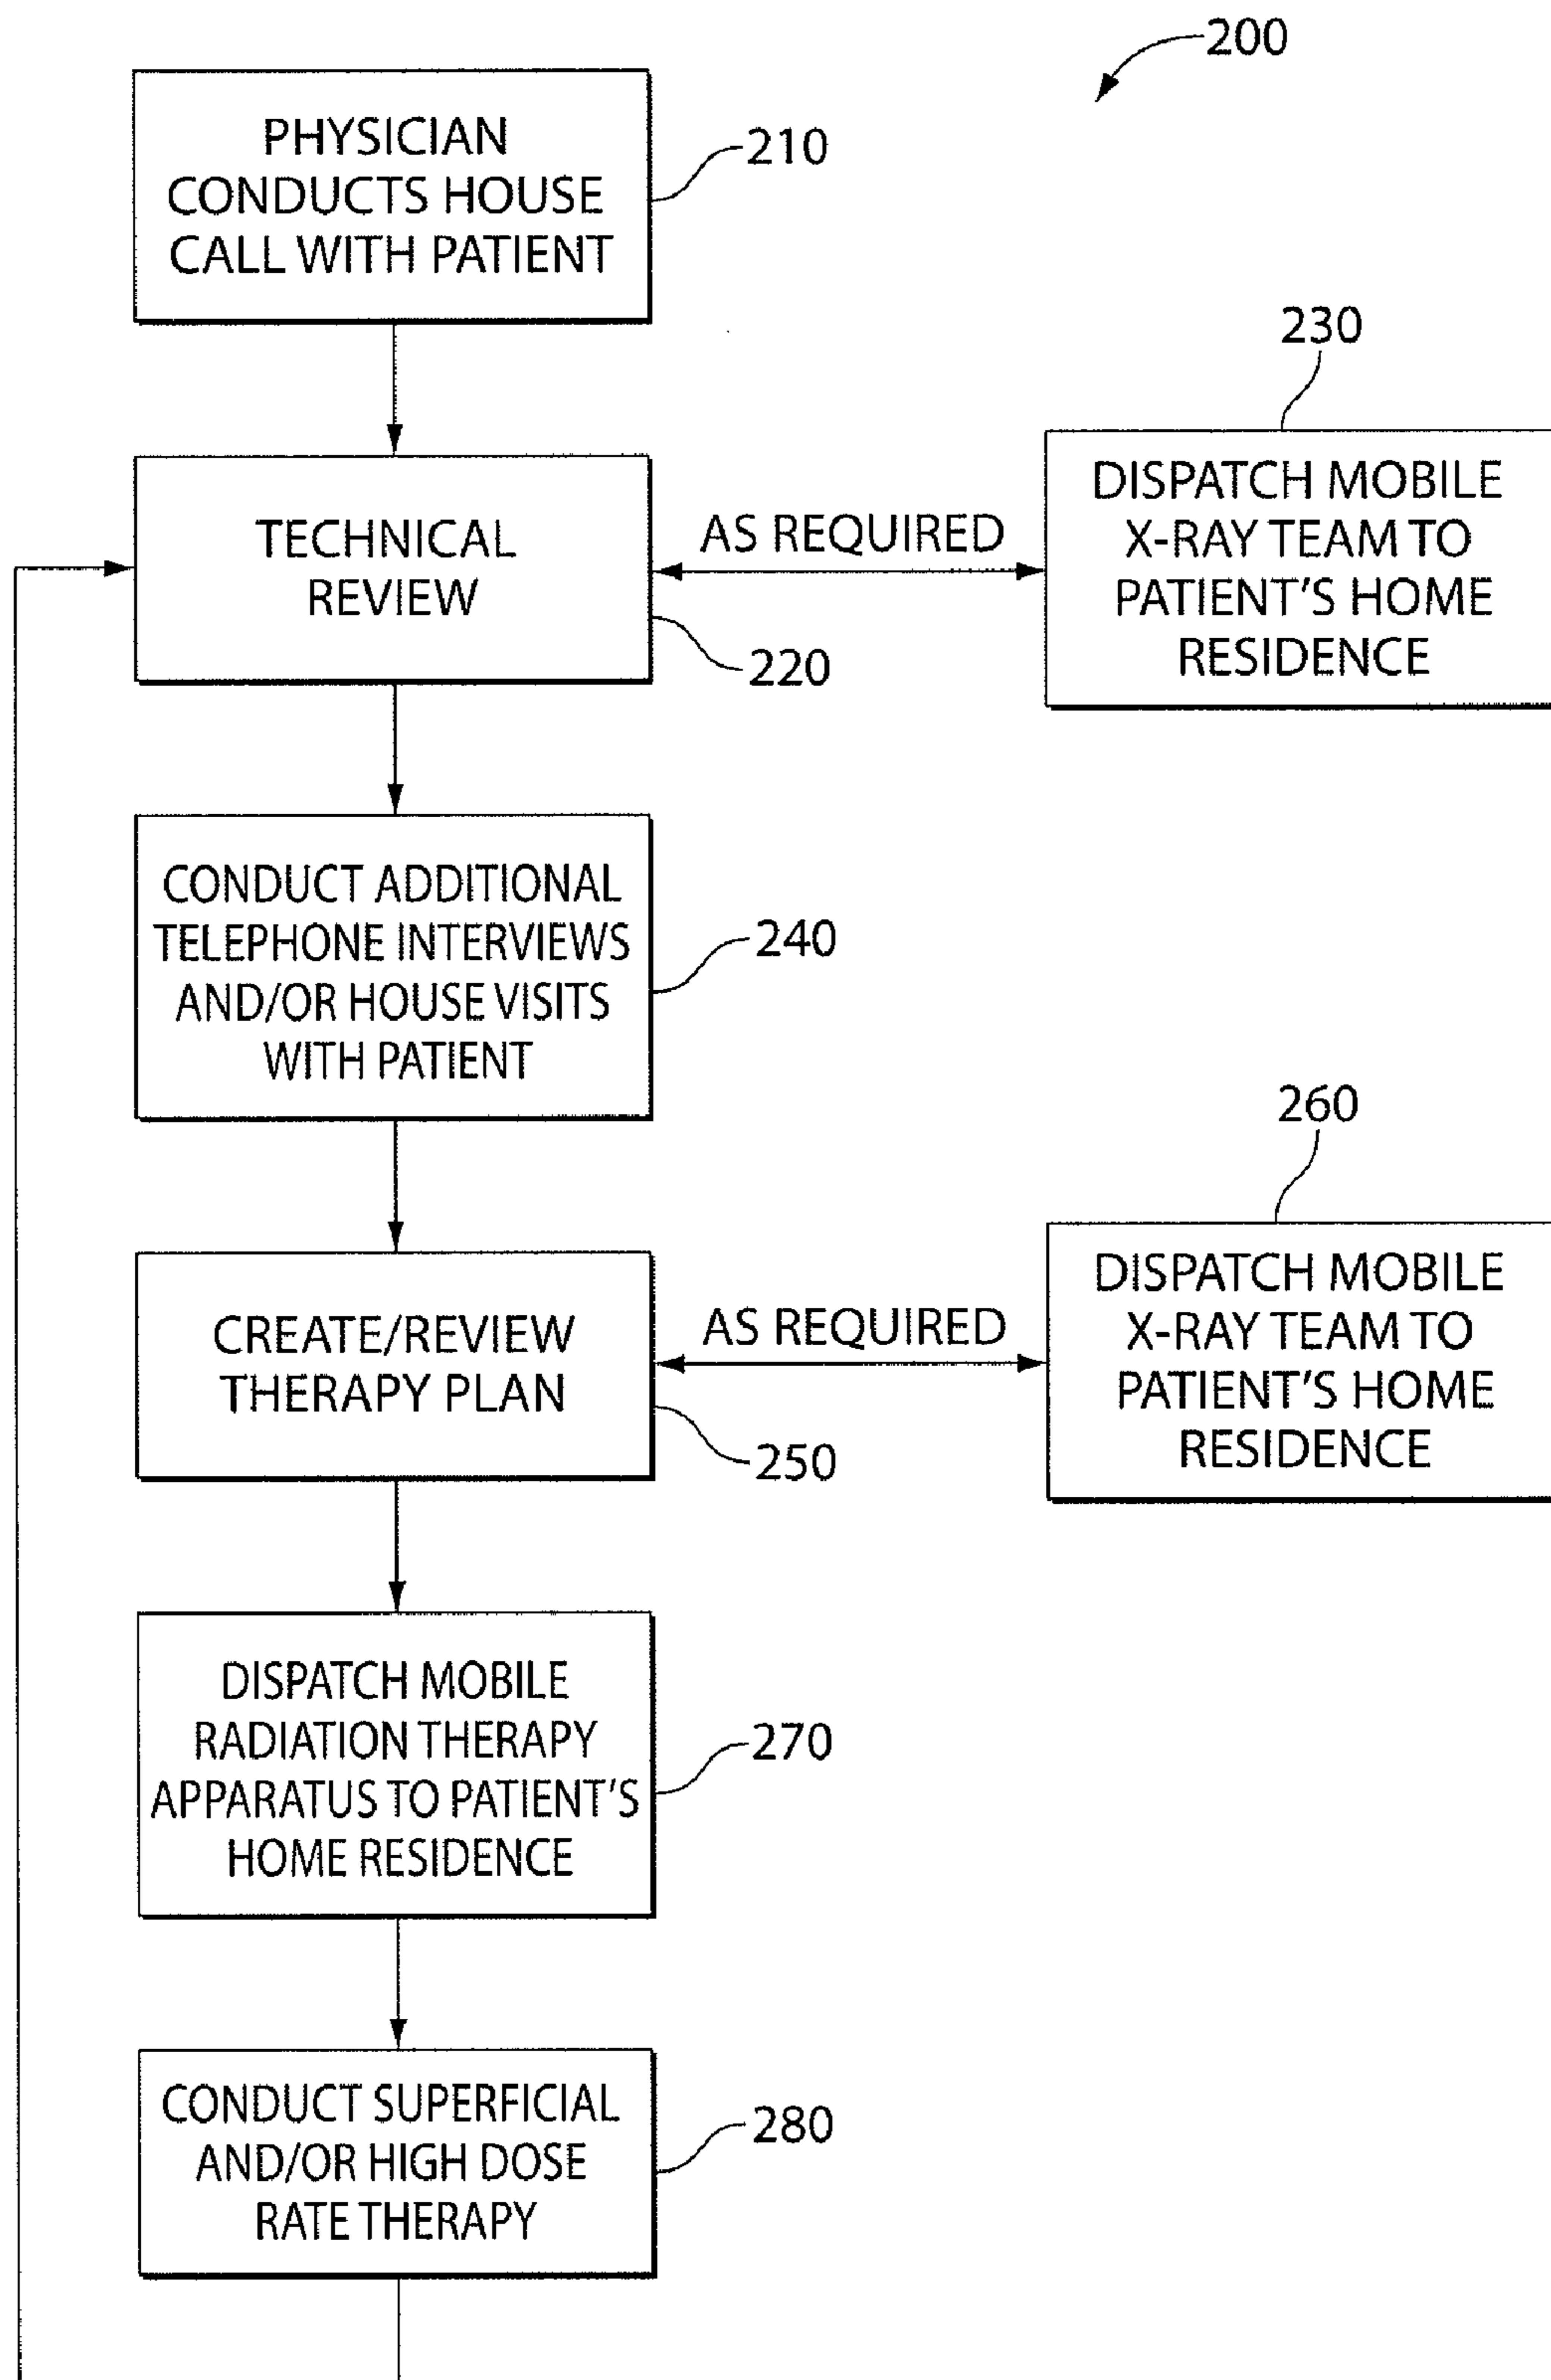 200
PHYSICIAN
CONDUCTS HOUSE
CALL WITH PATIENT
210
230
TECHNICAL
REVIEW
220
AS REQUIRED
DISPATCH MOBILE
X-RAY TEAM TO
PATIENT'S HOME
RESIDENCE
CONDUCT ADDITIONAL
TELEPHONE INTERVIEWS
AND/OR HOUSE VISITS
WITH PATIENT
240
260
CREATE/REVIEW
THERAPY PLAN
250
AS REQUIRED
DISPATCH MOBILE
X-RAY TEAM TO
PATIENT'S HOME
RESIDENCE
DISPATCH MOBILE
RADIATION THERAPY
APPARATUS TO PATIENT'S
HOME RESIDENCE
270
CONDUCT SUPERFICIAL
AND/OR HIGH DOSE
RATE THERAPY
280